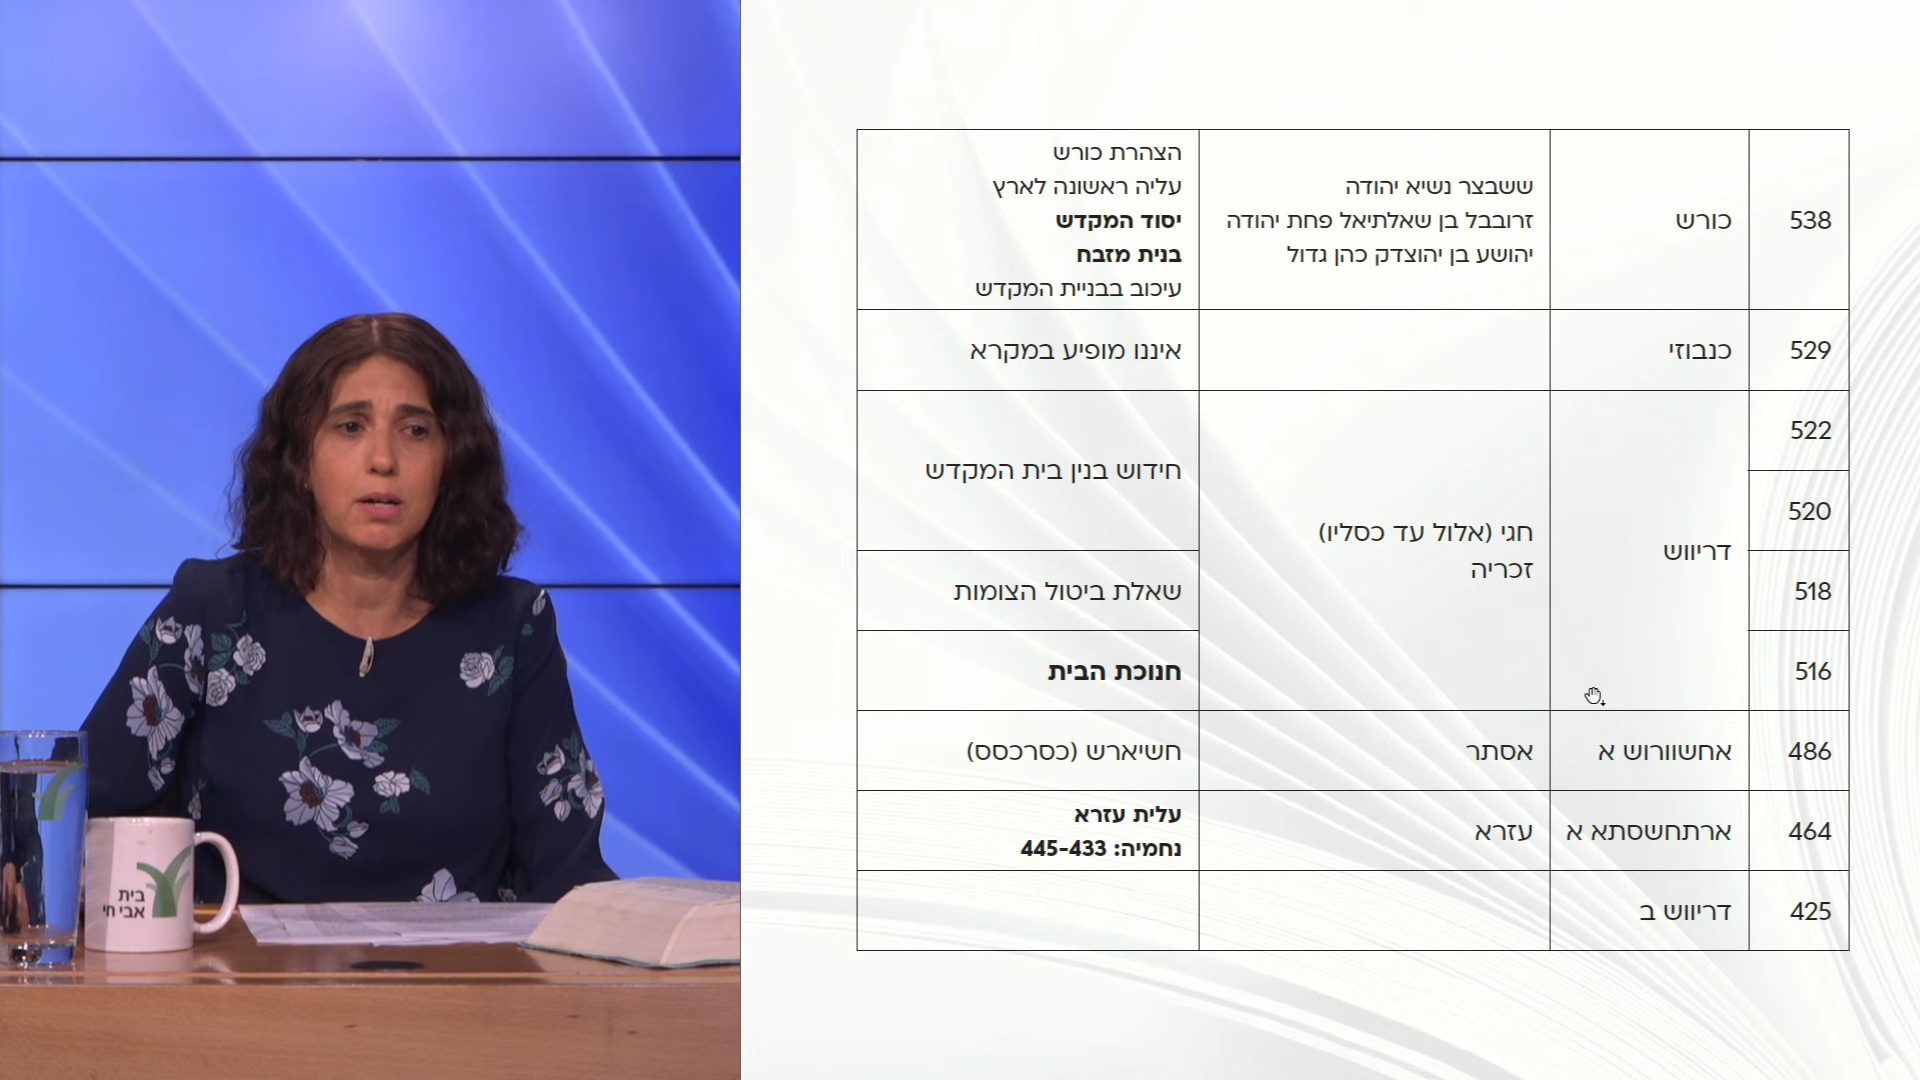 538
כורש
ששבצר נשיא יהודה
זרובבל בן שאלתיאל פחת יהודה
יהושע בן יהוצדק כהן גדול
הצהרת כורש
עליה ראשונה לארץ
יסוד המקדש
בנית מזבח
עיכוב בבניית המקדש
529
כנבוזי
איננו מופיע במקרא
522
520
518
516
דריווש
חגי (אלול עד כסליו)
זכריה
חידוש בנין בית המקדש
שאלת ביטול הצומות
חנוכת הבית
486
אחשוורוש א
אסתר
חשיארש (כסרכסס)
464
ארתחשסתא א
עזרא
עלית עזרא
נחמיה: 445-433
425
דריווש ב
בית
אבי חי